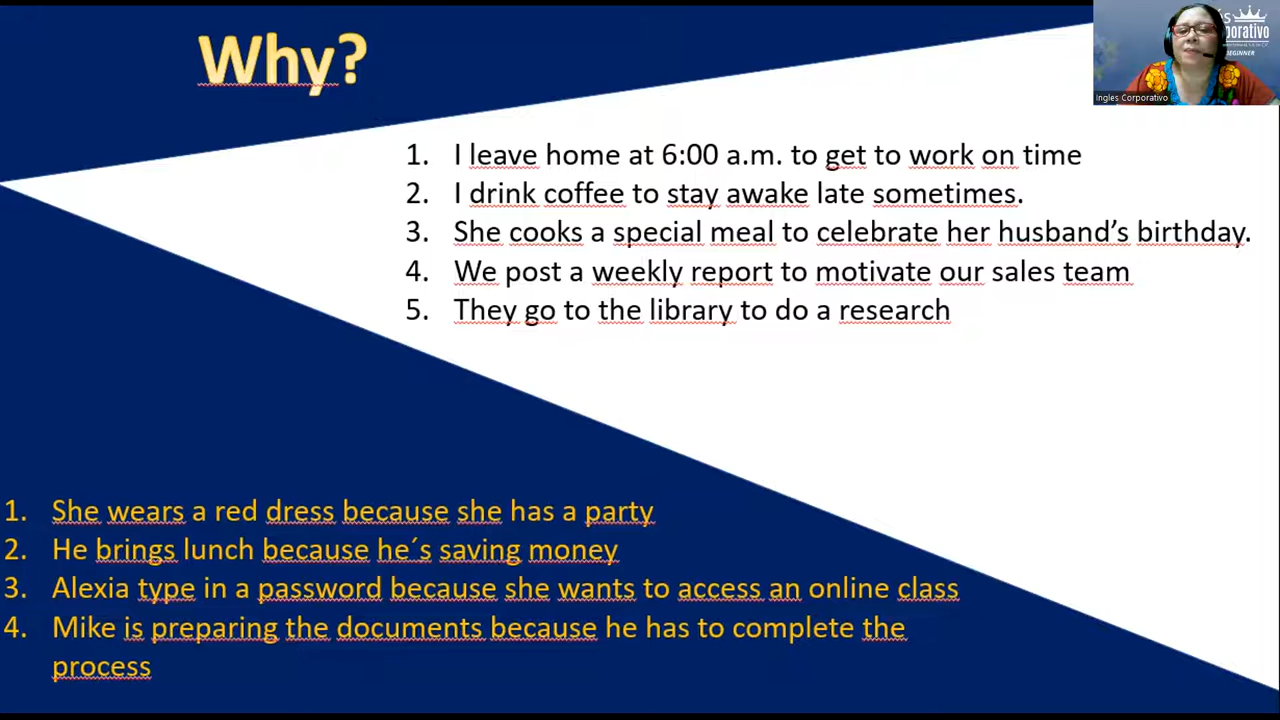 Why?
ós
porativo
BEGINNER
Ingles Corporativo
1. I leave home at 6:00 a.m. to get to work on time
2. I drink coffee to stay awake late sometimes.
3. She cooks a special meal to celebrate her husband’s birthday.
4. We post a weekly report to motivate our sales team
5. They go to the library to do a research
1. She wears a red dress because she has a party
2. He brings lunch because he´s saving money
3. Alexia type in a password because she wants to access an online class
4. Mike is preparing the documents because he has to complete the
process